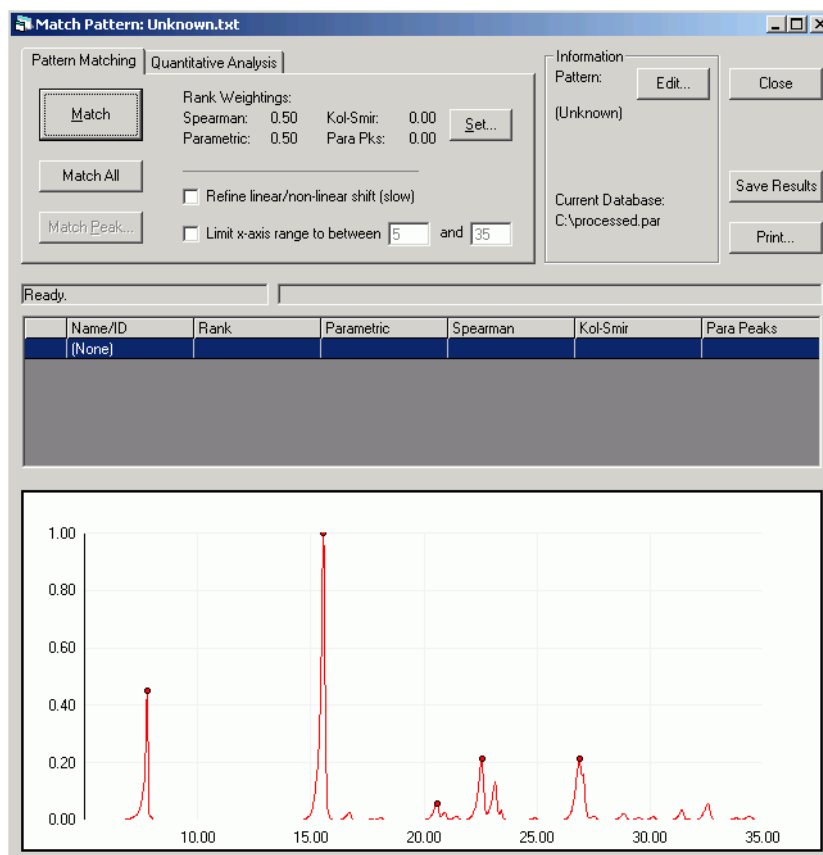 Match Pattern: Unknown.txt
Pattern Matching
Quantitative Analysis
Match
Match All
Match Peak...
Rank Weightings:
Spearman: 0.50 Kol-Smir: 0.00
Parametric: 0.50 Para Pks: 0.00
Set...
Refine linear/non-linear shift (slow)
Limit x-axis range to between 5 and 35
Information
Pattern:
Edit...
(Unknown)
Current Database:
C:\processed.par
Close
Save Results
Print...
Ready.
Name/ID Rank Parametric Spearman Kol-Smir Para Peaks
(None)
1.00
0.80
0.60
0.40
0.20
0.00
10.00 15.00 20.00 25.00 30.00 35.00